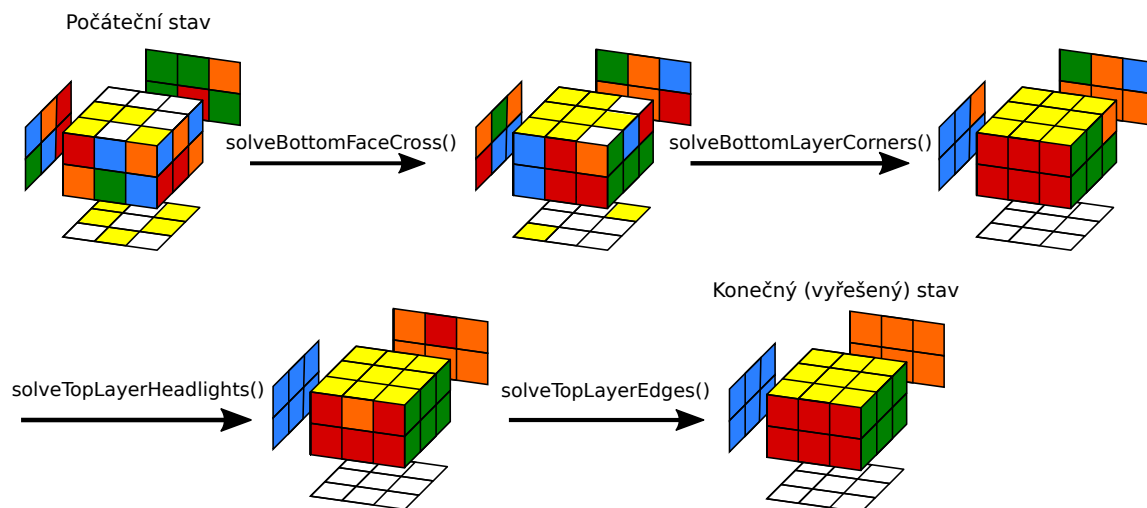 Počáteční stav
solveBottomFaceCross()
solveBottomLayerCorners()
Konečný (vyřešený) stav
solveTopLayerHeadlights()
solveTopLayerEdges()